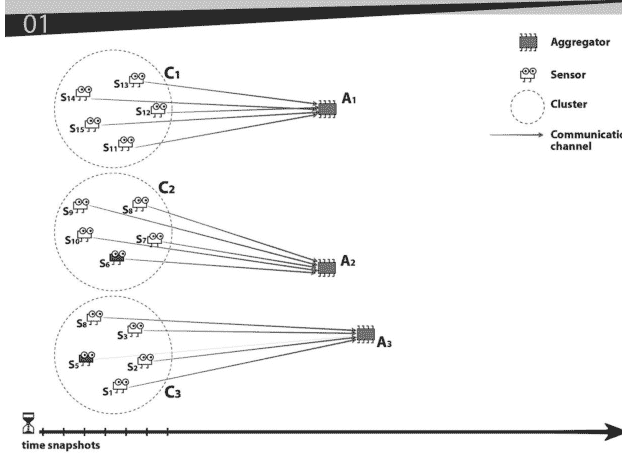 01
C1
S13
S14
S12
S15
S11
A1
Aggregator
Sensor
Cluster
Communicatio
channel
C2
S9
S8
S10
S7
S6
A2
S8
S3
S5
S2
S1
C3
A3
time snapshots